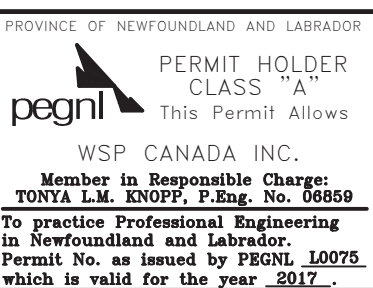 PROVINCE OF NEWFOUNDLAND AND LABRADOR
pegnl
PERMIT HOLDER
CLASS "A"
This Permit Allows
WSP CANADA INC.
Member in Responsible Charge:
TONYA L.M. KNOPP, P.Eng. No. 06859
To practice Professional Engineering
in Newfoundland and Labrador.
Permit No. as issued by PEGNL L0075
which is valid for the year 2017.